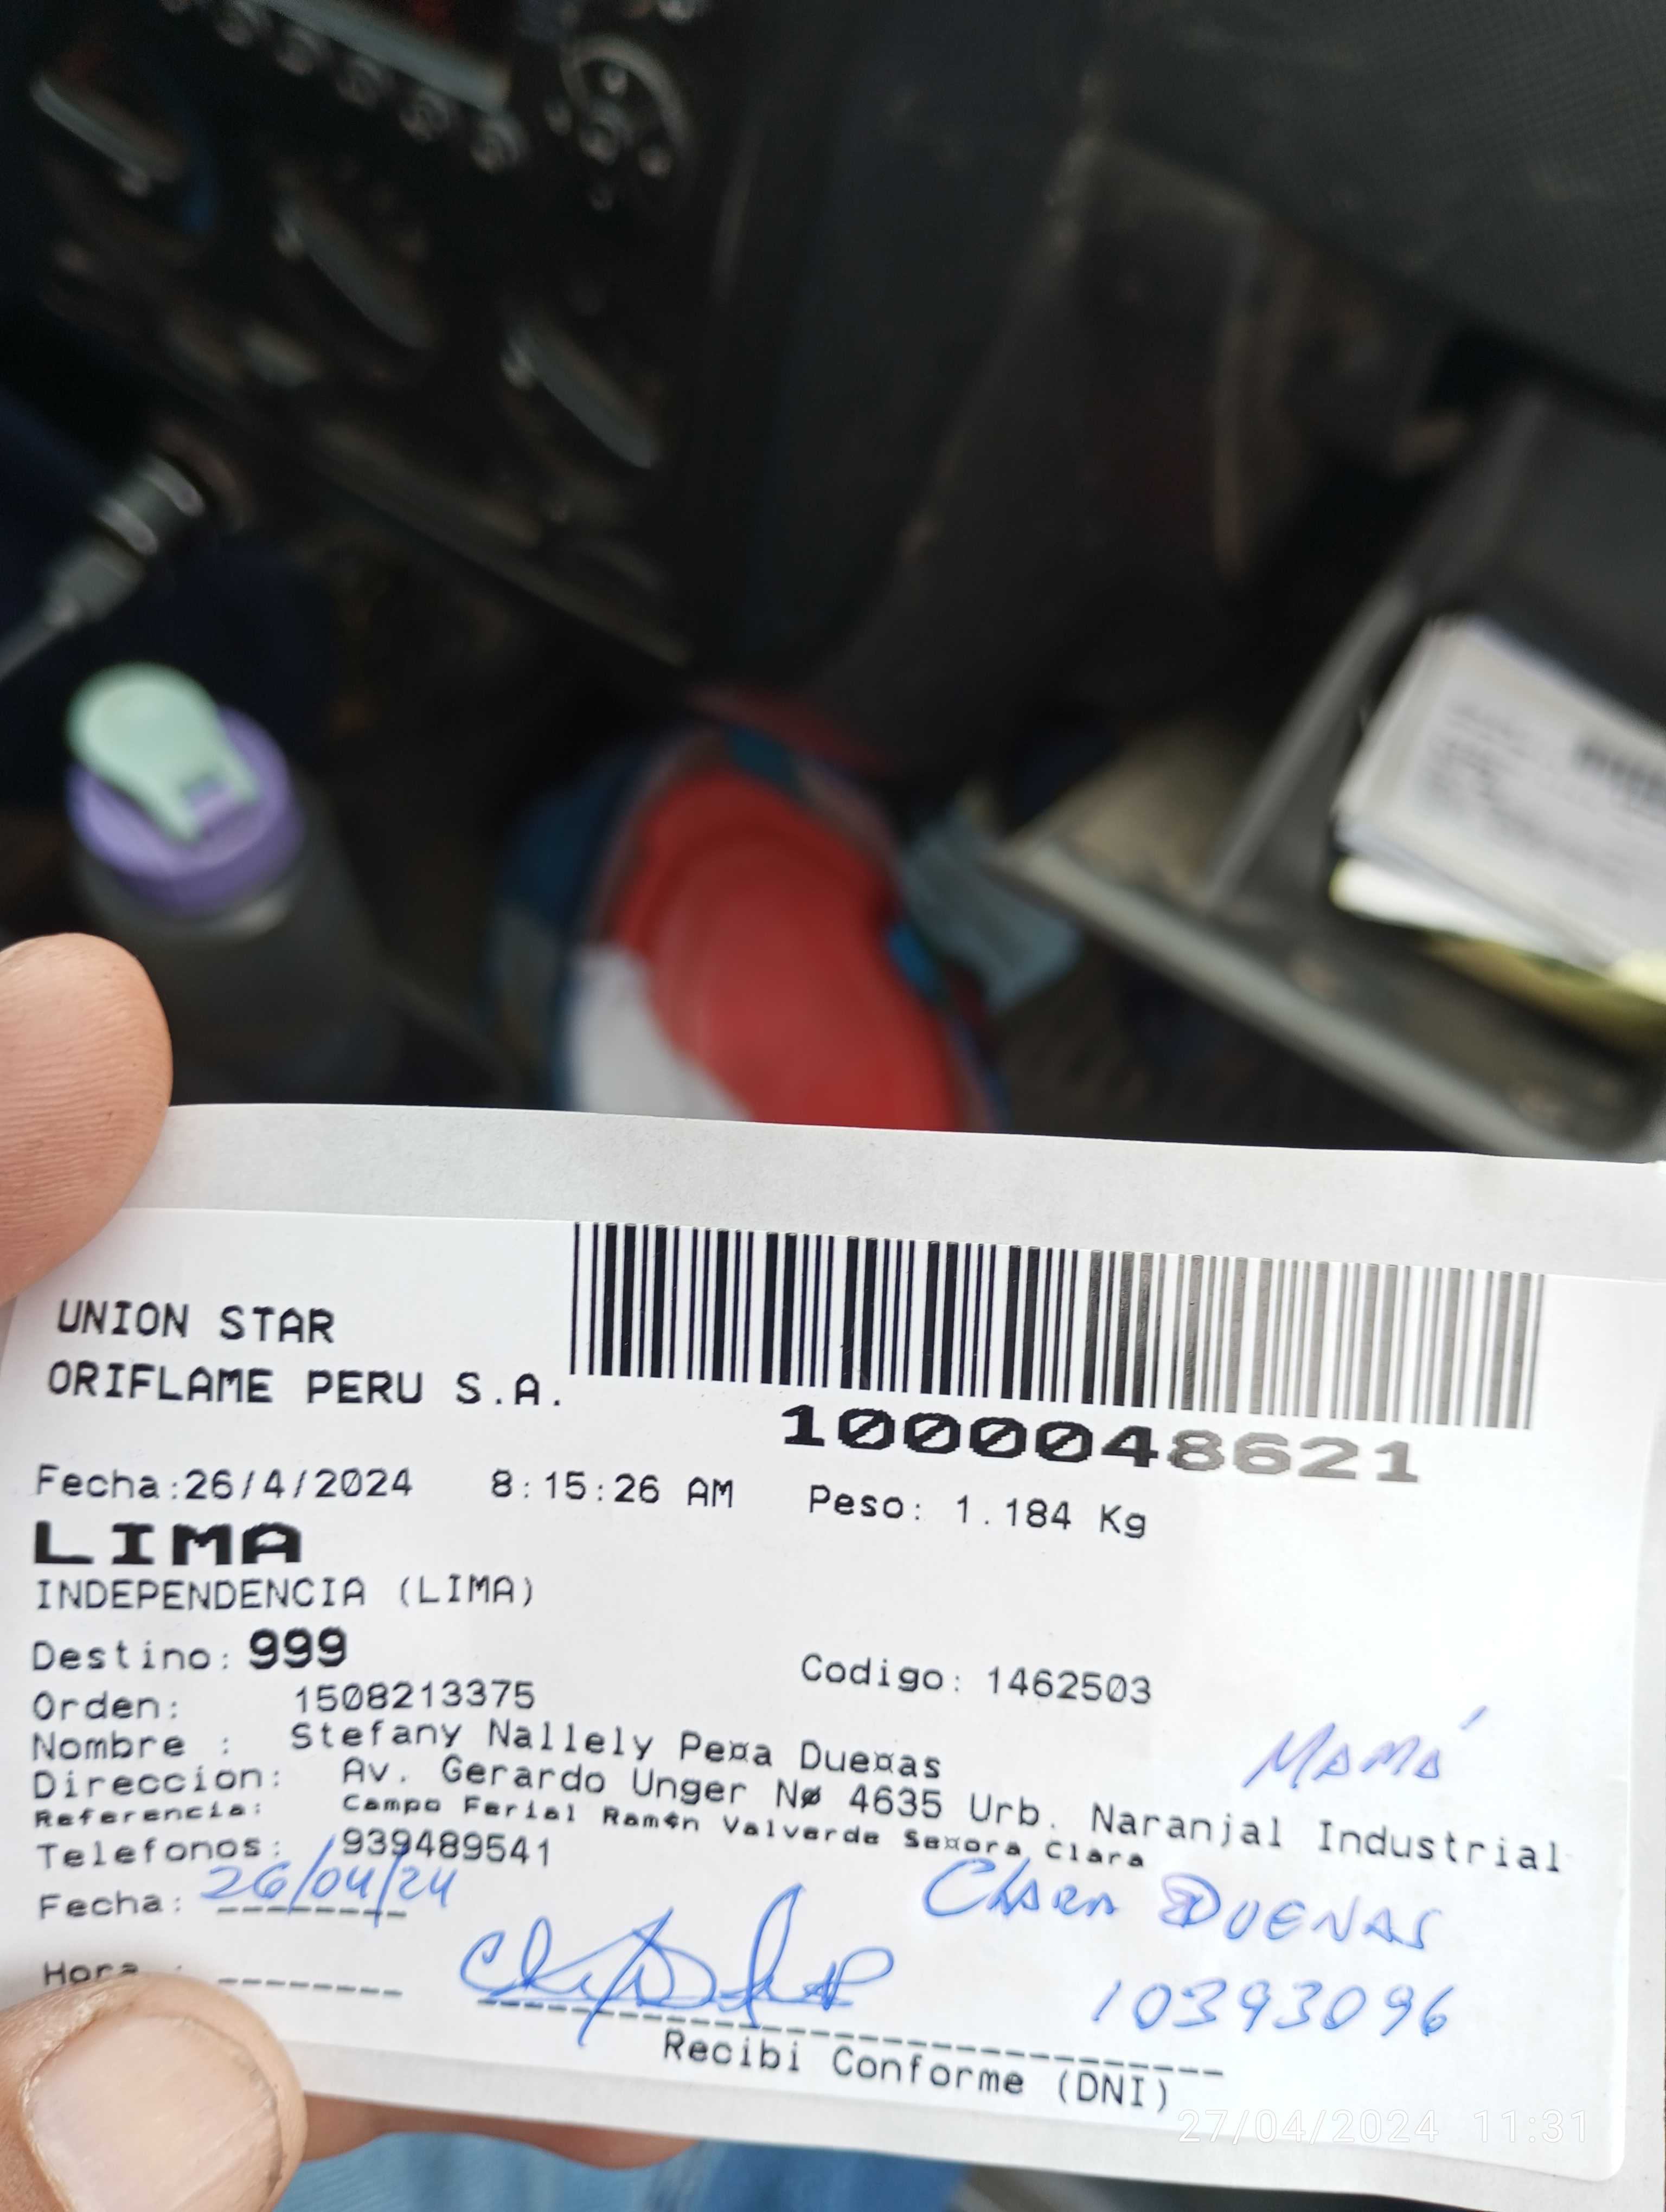 UNION STAR
ORIFLAME PERU S.A.
1000048621
Fecha:26/4/2024 8:15:26 AM Peso: 1.184 Kg
LIMA
INDEPENDENCIA (LIMA)
Destino: 999 Codigo: 1462503
Orden: 1508213375
Nombre : Stefany Nallely Pe¤a Due¤as
MAMÁ
Direccion: Av. Gerardo Unger Nø 4635 Urb. Naranjal Industrial
Referencia: Campo Ferial Ram¢n Valverde Se¤ora Clara
Telefonos: 939489541
Fecha: 26/04/24
Clara DUEÑAS
Hora :
10393096
Recibi Conforme (DNI)
27/04/2024 11:31